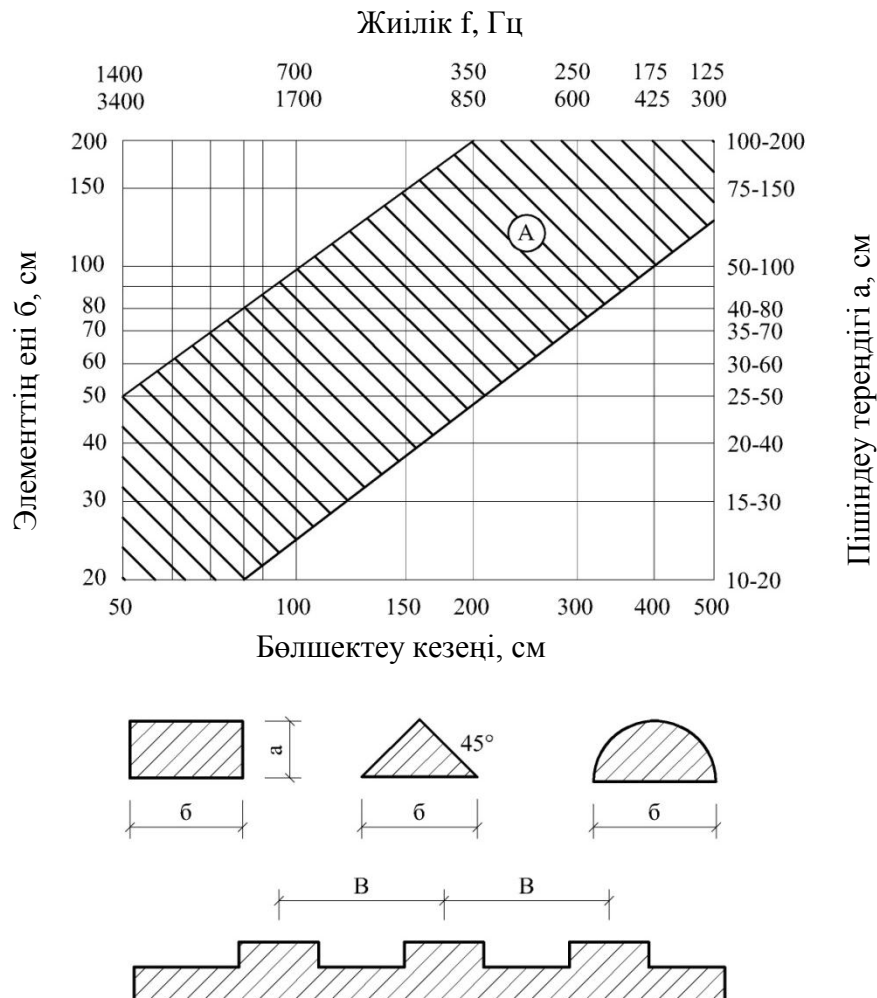 Жиілік f, Гц
1400 700 350 250 175 125
3400 1700 850 600 425 300
Элементтің ені б, см
200
150
100
80
70
60
50
40
30
20
А
100-200
75-150
50-100
40-80
35-70
30-60
25-50
20-40
15-30
10-20
Пішіндеу тереңдігі а, см
50 100 150 200 300 400 500
Бөлшектеу кезеңі, см
а
45°
б б б
В В